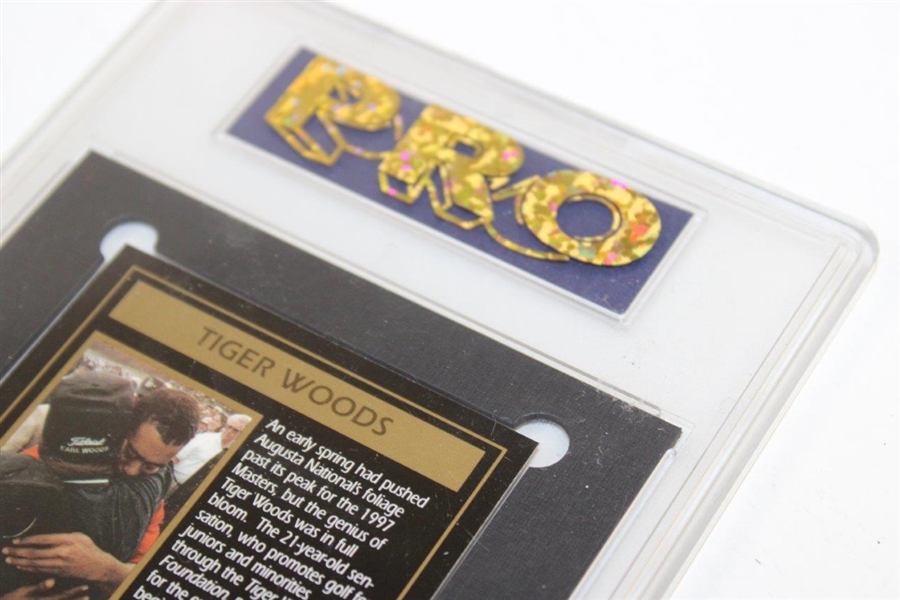 PRO
TIGER WOODS
Titleist
EARL WOODS
An early spring had pushed
Augusta National's foliage
past its peak for the 1997
Masters, but the genius of
Tiger Woods was in full
bloom. The 21-year-old sen-
sation, who promotes golf
juniors and minorities
through the Tiger
Foundation,
for the